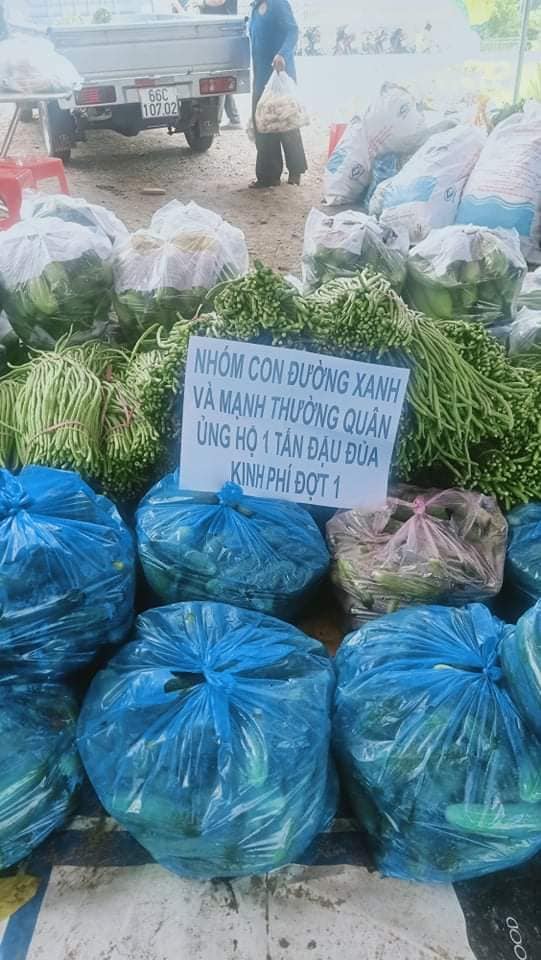 66C
107.02
NHÓM CON ĐƯỜNG XANH
VÀ MẠNH THƯỜNG QUÂN
ỦNG HỘ 1 TẤN ĐẬU ĐỦA
KINH PHÍ ĐỢT 1